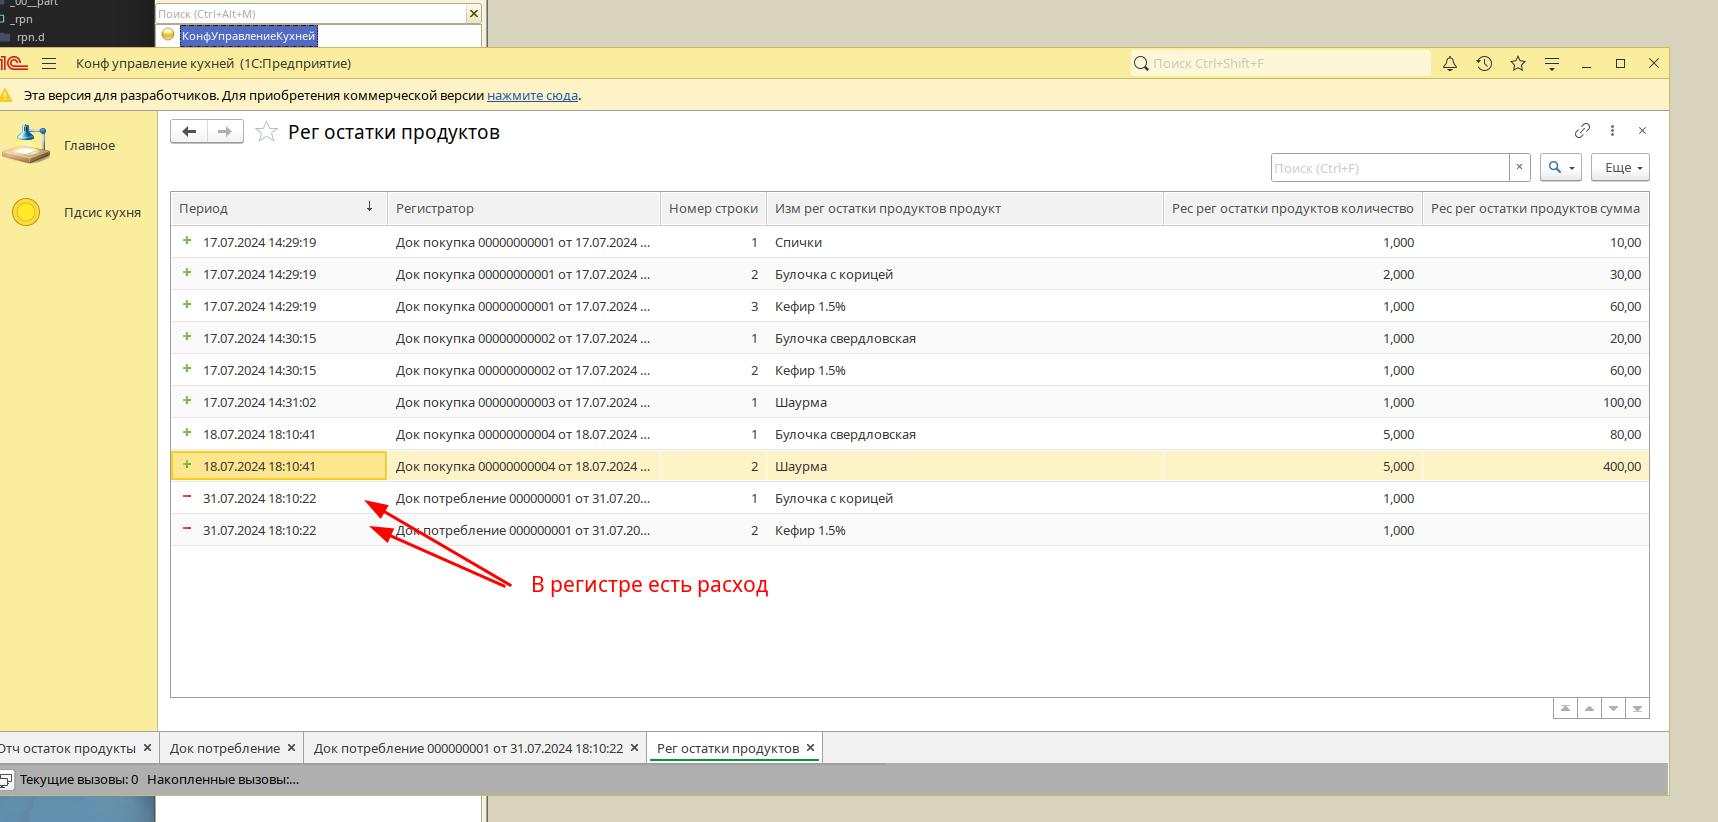 _00__part
_rpn
rpn.d
Поиск (Ctrl+Alt+M)
КонфУправлениеКухней
1С
Конф управление кухней (1С:Предприятие)
Поиск Ctrl+Shift+F
Эта версия для разработчиков. Для приобретения коммерческой версии нажмите сюда.
Главное
Пдсис кухня
Рег остатки продуктов
Поиск (Ctrl+F)
Еще
Период Регистратор Номер строки Изм рег остатки продуктов продукт Рес рег остатки продуктов количество Рес рег остатки продуктов сумма
17.07.2024 14:29:19 Док покупка 00000000001 от 17.07.2024 ... 1 Спички 1,000 10,00
17.07.2024 14:29:19 Док покупка 00000000001 от 17.07.2024 ... 2 Булочка с корицей 2,000 30,00
17.07.2024 14:29:19 Док покупка 00000000001 от 17.07.2024 ... 3 Кефир 1.5% 1,000 60,00
17.07.2024 14:30:15 Док покупка 00000000002 от 17.07.2024 ... 1 Булочка свердловская 1,000 20,00
17.07.2024 14:30:15 Док покупка 00000000002 от 17.07.2024 ... 2 Кефир 1.5% 1,000 60,00
17.07.2024 14:31:02 Док покупка 00000000003 от 17.07.2024 ... 1 Шаурма 1,000 100,00
18.07.2024 18:10:41 Док покупка 00000000004 от 18.07.2024 ... 1 Булочка свердловская 5,000 80,00
18.07.2024 18:10:41 Док покупка 00000000004 от 18.07.2024 ... 2 Шаурма 5,000 400,00
31.07.2024 18:10:22 Док потребление 000000001 от 31.07.20... 1 Булочка с корицей 1,000
31.07.2024 18:10:22 Док потребление 000000001 от 31.07.20... 2 Кефир 1.5% 1,000
В регистре есть расход
Отч остаток продукты Док потребление Док потребление 000000001 от 31.07.2024 18:10:22 Рег остатки продуктов
Текущие вызовы: 0 Накопленные вызовы:...